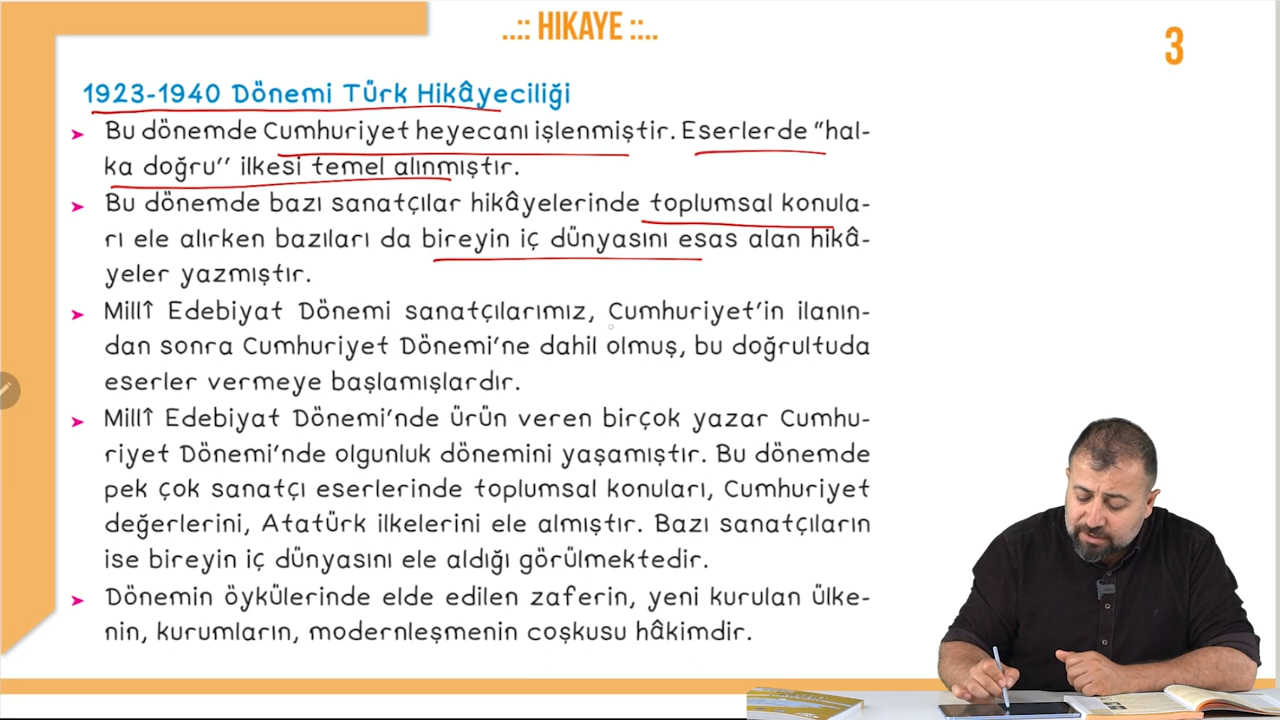 ..:: HIKAYE ::..
3
1923-1940 Dönemi Türk Hikâyeciliği
➤ Bu dönemde Cumhuriyet heyecanı işlenmiştir. Eserlerde “hal-
ka doğru’’ ilkesi temel alınmıştır.
➤ Bu dönemde bazı sanatçılar hikâyelerinde toplumsal konula-
rı ele alırken bazıları da bireyin iç dünyasını esas alan hikâ-
yeler yazmıştır.
➤ Millî Edebiyat Dönemi sanatçılarımız, Cumhuriyet’in ilanın-
dan sonra Cumhuriyet Dönemi’ne dahil olmuş, bu doğrultuda
eserler vermeye başlamışlardır.
➤ Millî Edebiyat Dönemi’nde ürün veren birçok yazar Cumhu-
riyet Dönemi’nde olgunluk dönemini yaşamıştır. Bu dönemde
pek çok sanatçı eserlerinde toplumsal konuları, Cumhuriyet
değerlerini, Atatürk ilkelerini ele almıştır. Bazı sanatçıların
ise bireyin iç dünyasını ele aldığı görülmektedir.
➤ Dönemin öykülerinde elde edilen zaferin, yeni kurulan ülke-
nin, kurumların, modernleşmenin coşkusu hâkimdir.